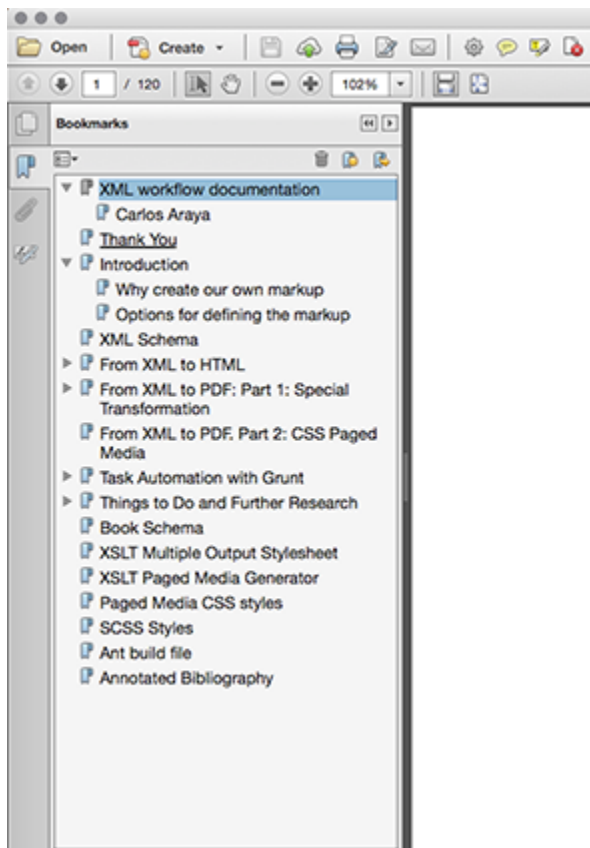 Open
Create
1 / 120
102%
Bookmarks
XML workflow documentation
Carlos Araya
Thank You
Introduction
Why create our own markup
Options for defining the markup
XML Schema
From XML to HTML
From XML to PDF: Part 1: Special
Transformation
From XML to PDF. Part 2: CSS Paged
Media
Task Automation with Grunt
Things to Do and Further Research
Book Schema
XSLT Multiple Output Stylesheet
XSLT Paged Media Generator
Paged Media CSS styles
SCSS Styles
Ant build file
Annotated Bibliography